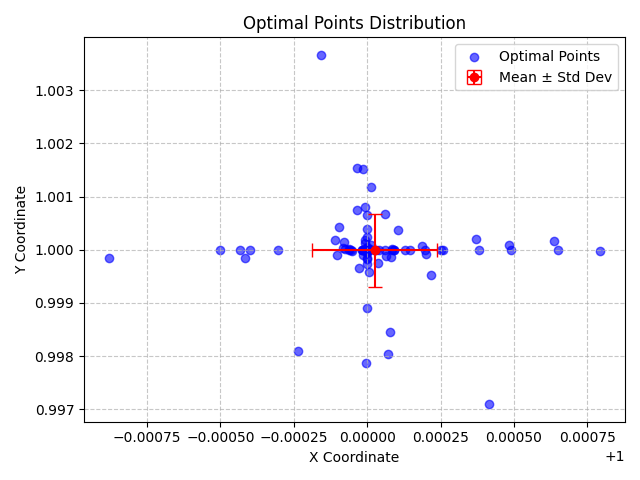 Optimal Points Distribution
Optimal Points
Mean ± Std Dev
Y Coordinate
1.003
1.002
1.001
1.000
0.999
0.998
0.997
−0.00075 −0.00050 −0.00025 0.00000 0.00025 0.00050 0.00075
X Coordinate
+1